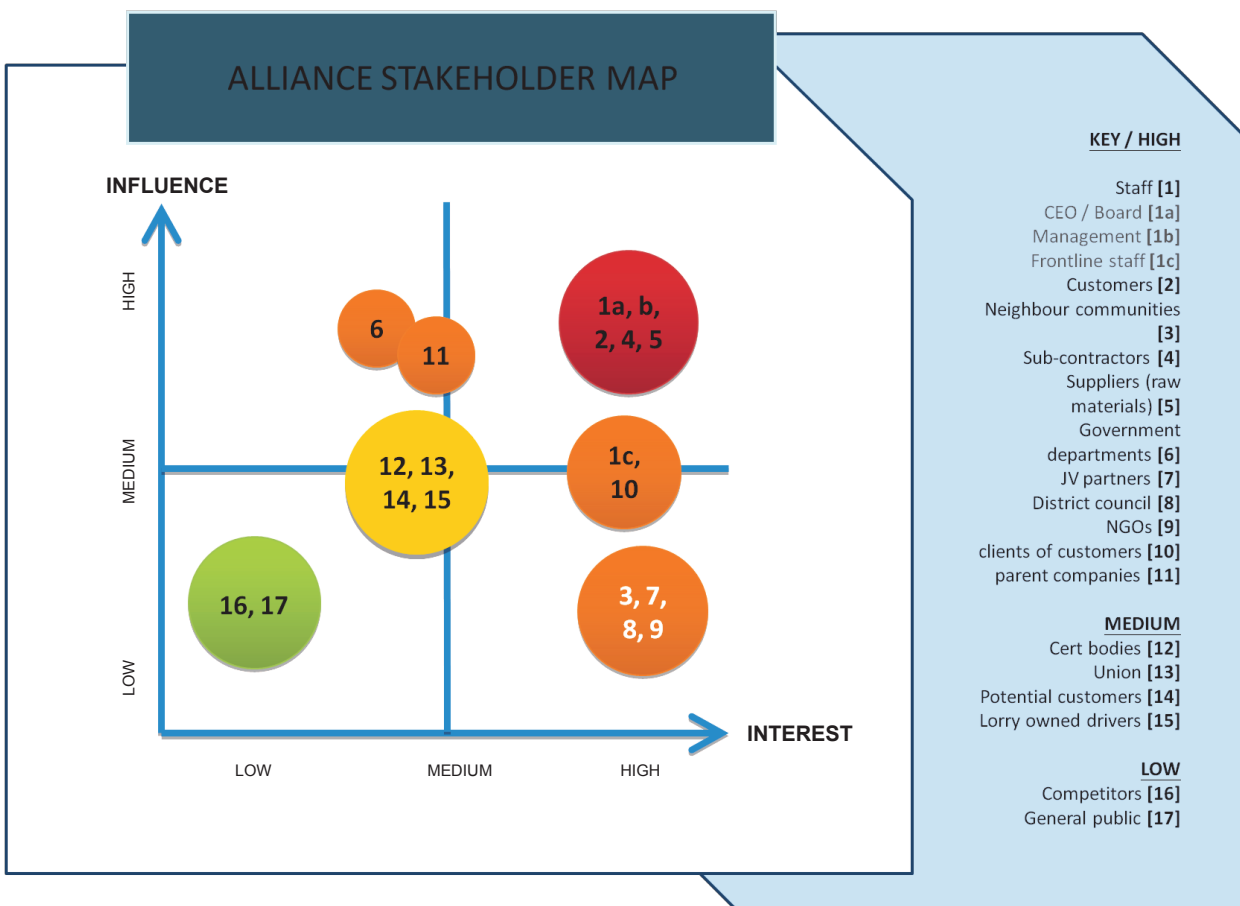 ALLIANCE STAKEHOLDER MAP
INFLUENCE
HIGH
MEDIUM
LOW
6
11
1a, b,
2, 4, 5
12, 13,
14, 15
1c,
10
16, 17
3, 7,
8, 9
INTEREST
LOW
MEDIUM
HIGH
KEY / HIGH
Staff [1]
CEO / Board [1a]
Management [1b]
Frontline staff [1c]
Customers [2]
Neighbour communities
[3]
Sub-contractors [4]
Suppliers (raw
materials) [5]
Government
departments [6]
JV partners [7]
District council [8]
NGOs [9]
clients of customers [10]
parent companies [11]
MEDIUM
Cert bodies [12]
Union [13]
Potential customers [14]
Lorry owned drivers [15]
LOW
Competitors [16]
General public [17]